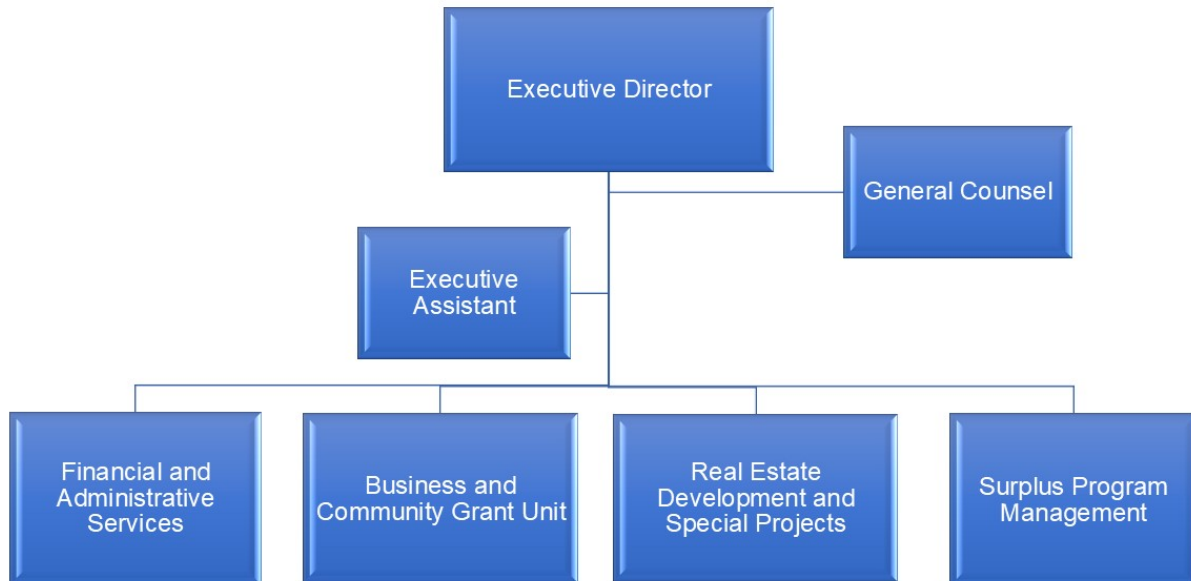 Executive Director
General Counsel
Executive
Assistant
Financial and
Administrative
Services
Business and
Community Grant Unit
Real Estate
Development and
Special Projects
Surplus Program
Management